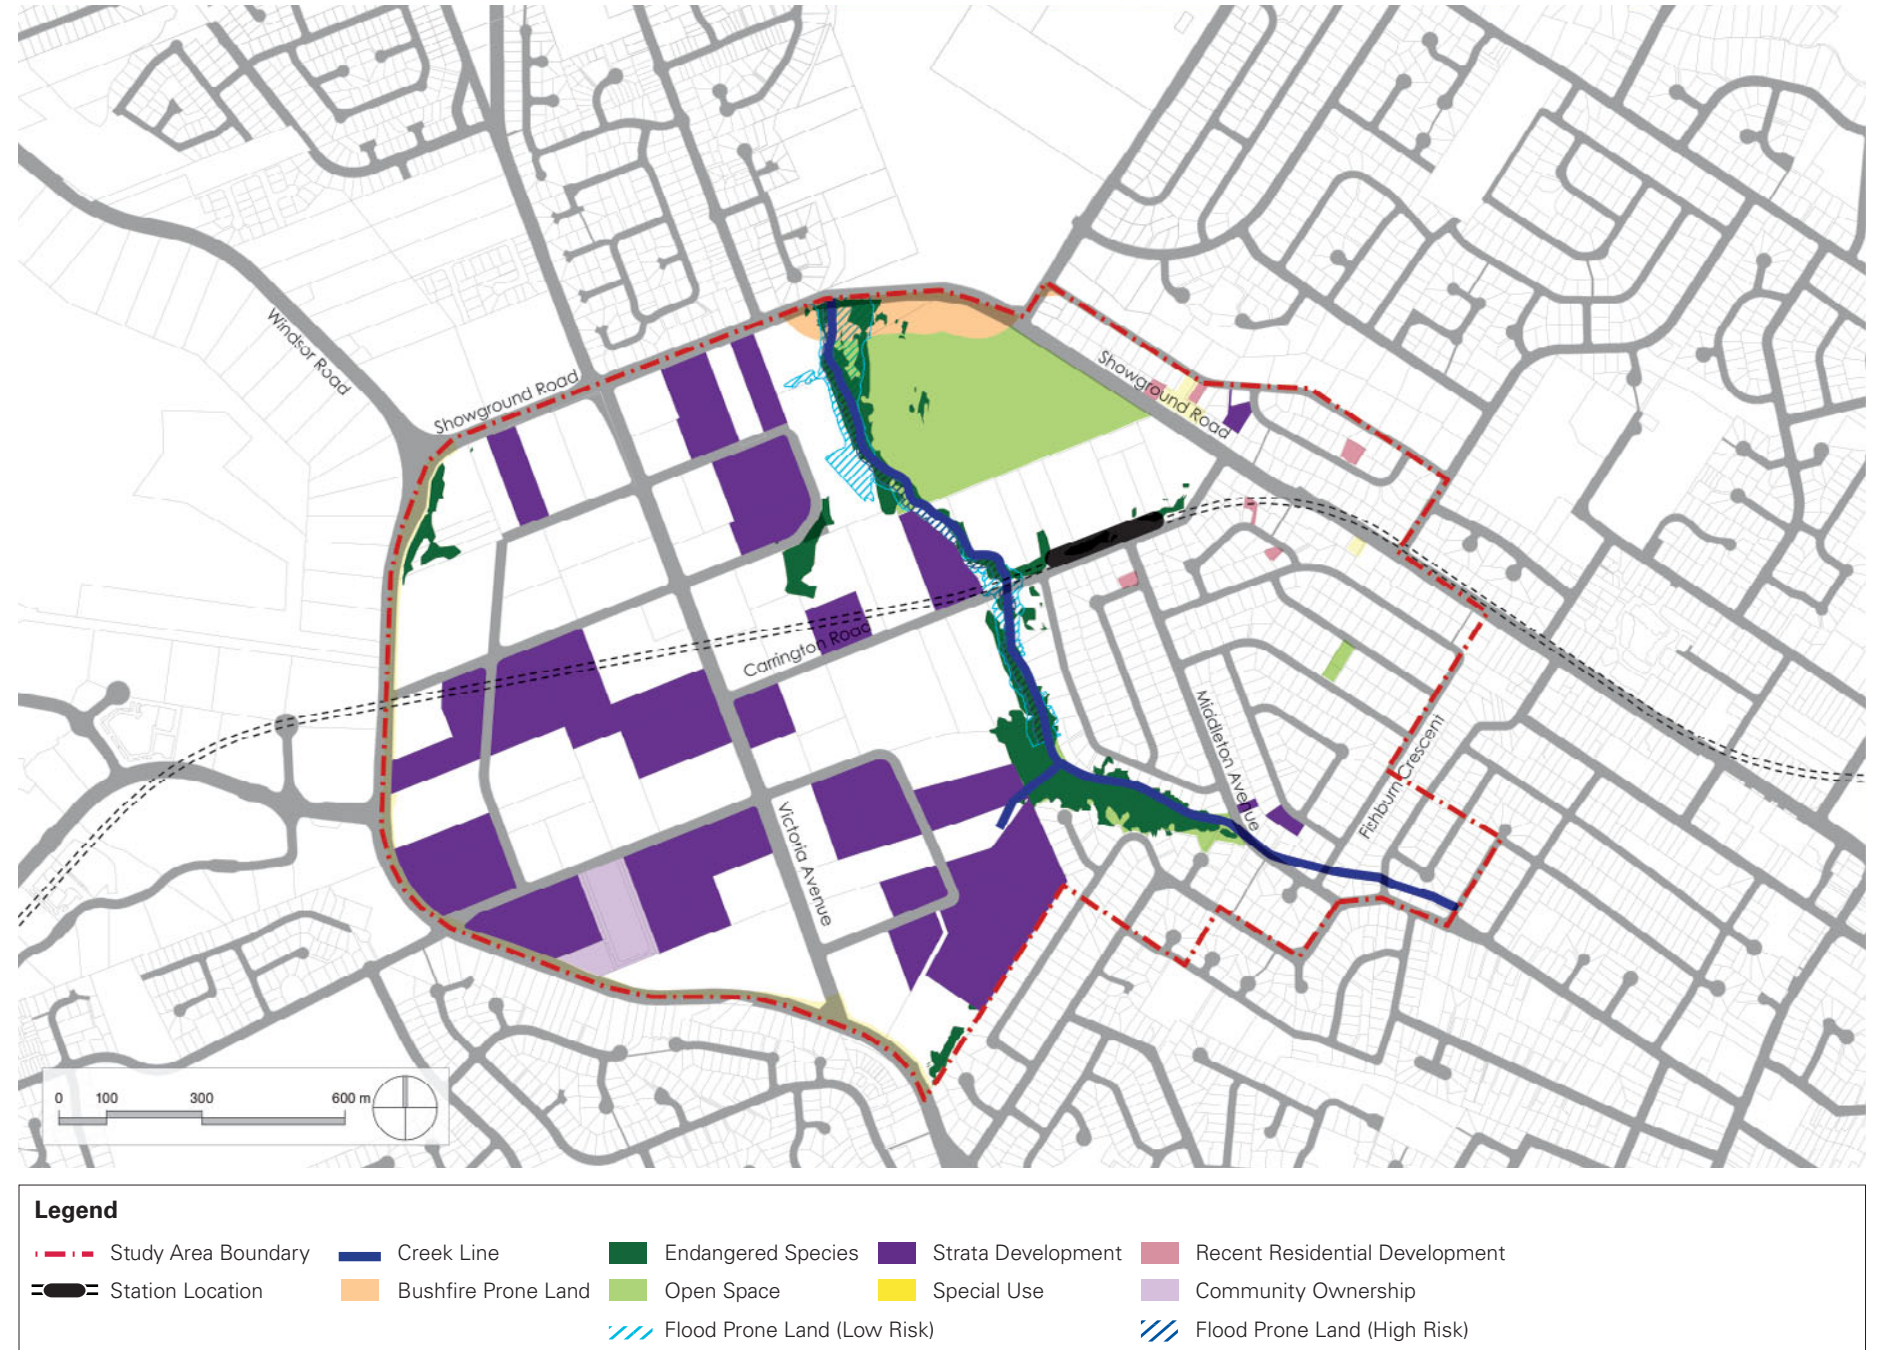 Windsor Road
Showground Road
Showground Road
Carrington Road
Middleton Avenue
Fishburn Crescent
Victoria Avenue
0 100 300 600 m
Legend
Study Area Boundary Creek Line Endangered Species Strata Development Recent Residential Development
Station Location Bushfire Prone Land Open Space Special Use Community Ownership
Flood Prone Land (Low Risk) Flood Prone Land (High Risk)